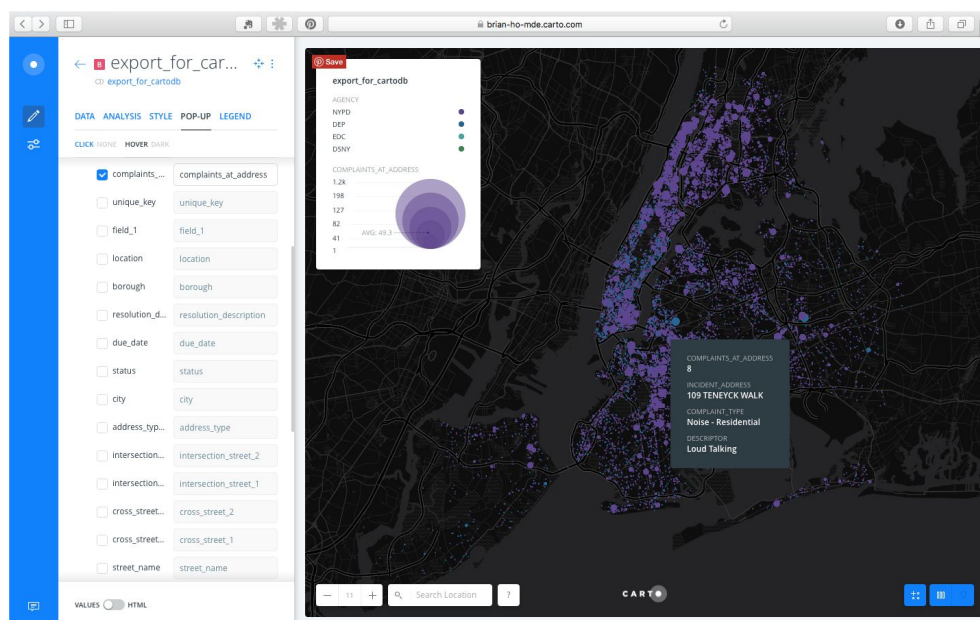 brian-ho-mde.carto.com
B export_for_car...
export_for_cartodb
DATA ANALYSIS STYLE POP-UP LEGEND
CLICK NONE HOVER DARK
complaints_... complaints_at_address
unique_key unique_key
field_1 field_1
location location
borough borough
resolution_d... resolution_description
due_date due_date
status status
city city
address_typ... address_type
intersection... intersection_street_2
intersection... intersection_street_1
cross_street... cross_street_2
cross_street... cross_street_1
street_name street_name
VALUES HTML
Save
export_for_cartodb
AGENCY
NYPD
DEP
EDC
DSNY
COMPLAINTS_AT_ADDRESS
1.2k
198
127
82
AVG: 49.3
41
1
COMPLAINTS_AT_ADDRESS
8
INCIDENT_ADDRESS
109 TENEYCK WALK
COMPLAINT_TYPE
Noise - Residential
DESCRIPTOR
Loud Talking
11
Search Location
?
CARTO